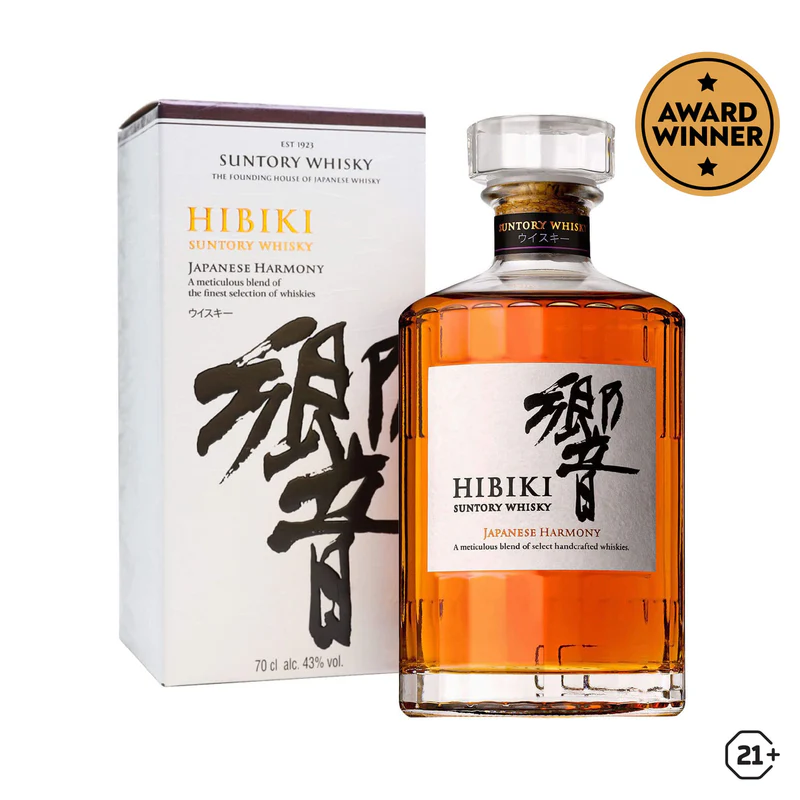 EST 1923
SUNTORY WHISKY
THE FOUNDING HOUSE OF JAPANESE WHISKY
HIBIKI
SUNTORY WHISKY
JAPANESE HARMONY
A meticulous blend of
the finest selection of whiskies
ウイスキー
響
70 cl alc. 43% vol.
SUNTORY WHISKY
ウイスキー
響
HIBIKI
SUNTORY WHISKY
JAPANESE HARMONY
A meticulous blend of select handcrafted whiskies.
AWARD
WINNER
21+